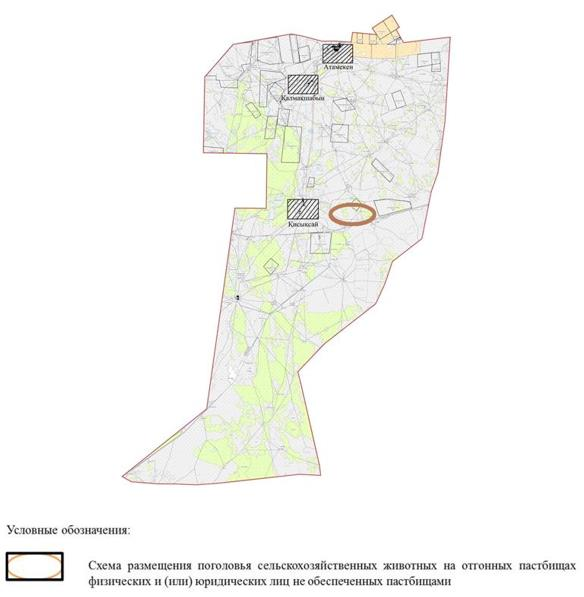 Атамекен
Қалмақшабын
Қисықсай
Условные обозначения:
Схема размещения поголовья сельскохозяйственных животных на отгонных пастбищах
физических и (или) юридических лиц не обеспеченных пастбищами